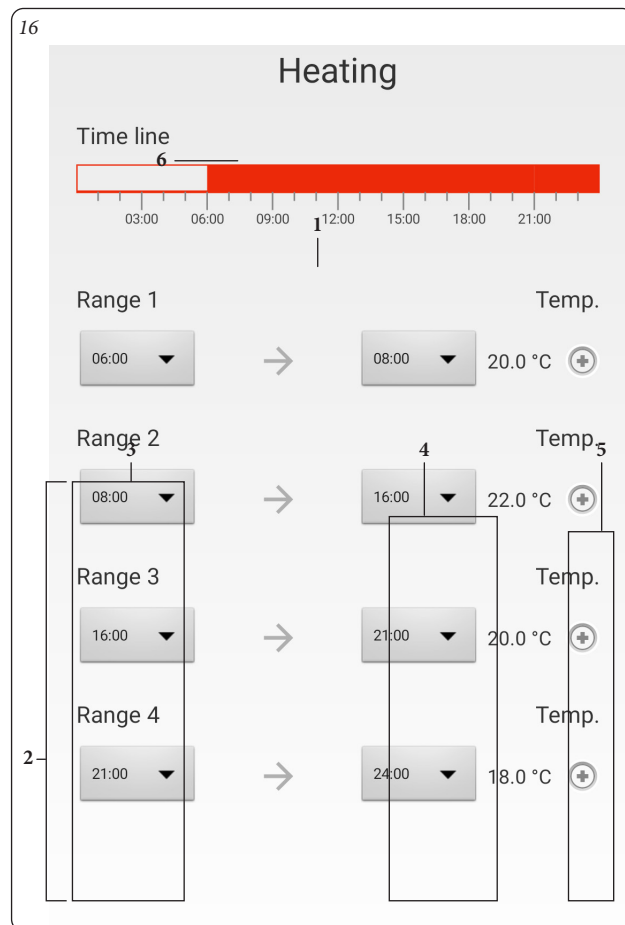 16
Heating
Time line
6
03:00 06:00 09:00 12:00 15:00 18:00 21:00
1
Range 1 Temp.
06:00 08:00 20.0 °C
Range 2 Temp.
3 4 5
08:00 16:00 22.0 °C
Range 3 Temp.
16:00 21:00 20.0 °C
Range 4 Temp.
2
21:00 24:00 18.0 °C